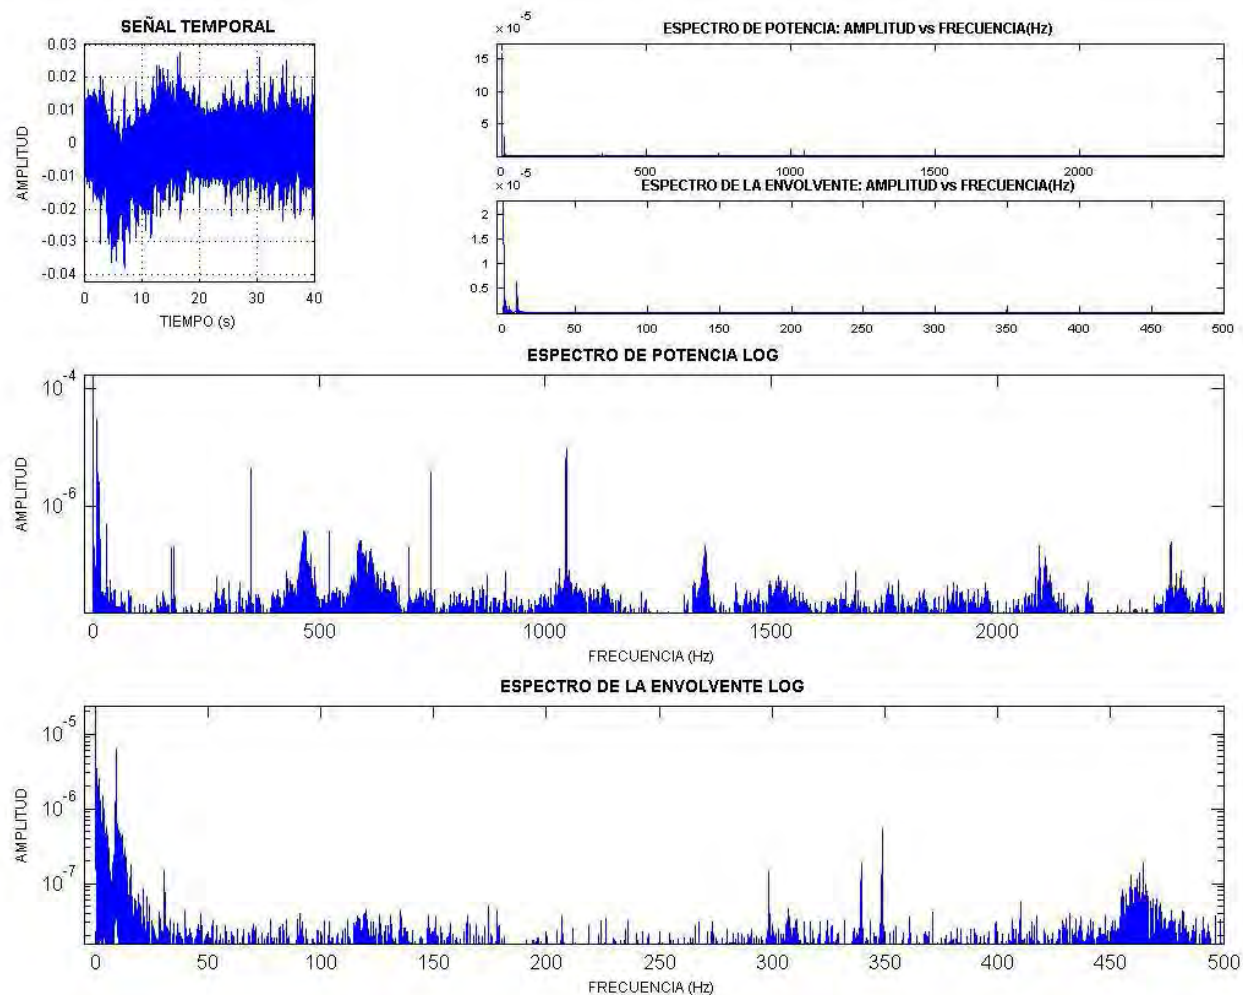 SEÑAL TEMPORAL
0.03
0.02
0.01
0
-0.01
-0.02
-0.03
-0.04
AMPLITUD
0 10 20 30 40
TIEMPO (s)
× 10 -5
ESPECTRO DE POTENCIA: AMPLITUD vs FRECUENCIA(Hz)
15
10
5
0 500 1000 1500 2000
× 10 -5
ESPECTRO DE LA ENVOLVENTE: AMPLITUD vs FRECUENCIA(Hz)
2
1.5
1
0.5
0 50 100 150 200 250 300 350 400 450 500
ESPECTRO DE POTENCIA LOG
10-4
10-6
AMPLITUD
0 500 1000 1500 2000
FRECUENCIA (Hz)
ESPECTRO DE LA ENVOLVENTE LOG
10-5
10-6
10-7
AMPLITUD
0 50 100 150 200 250 300 350 400 450 500
FRECUENCIA (Hz)